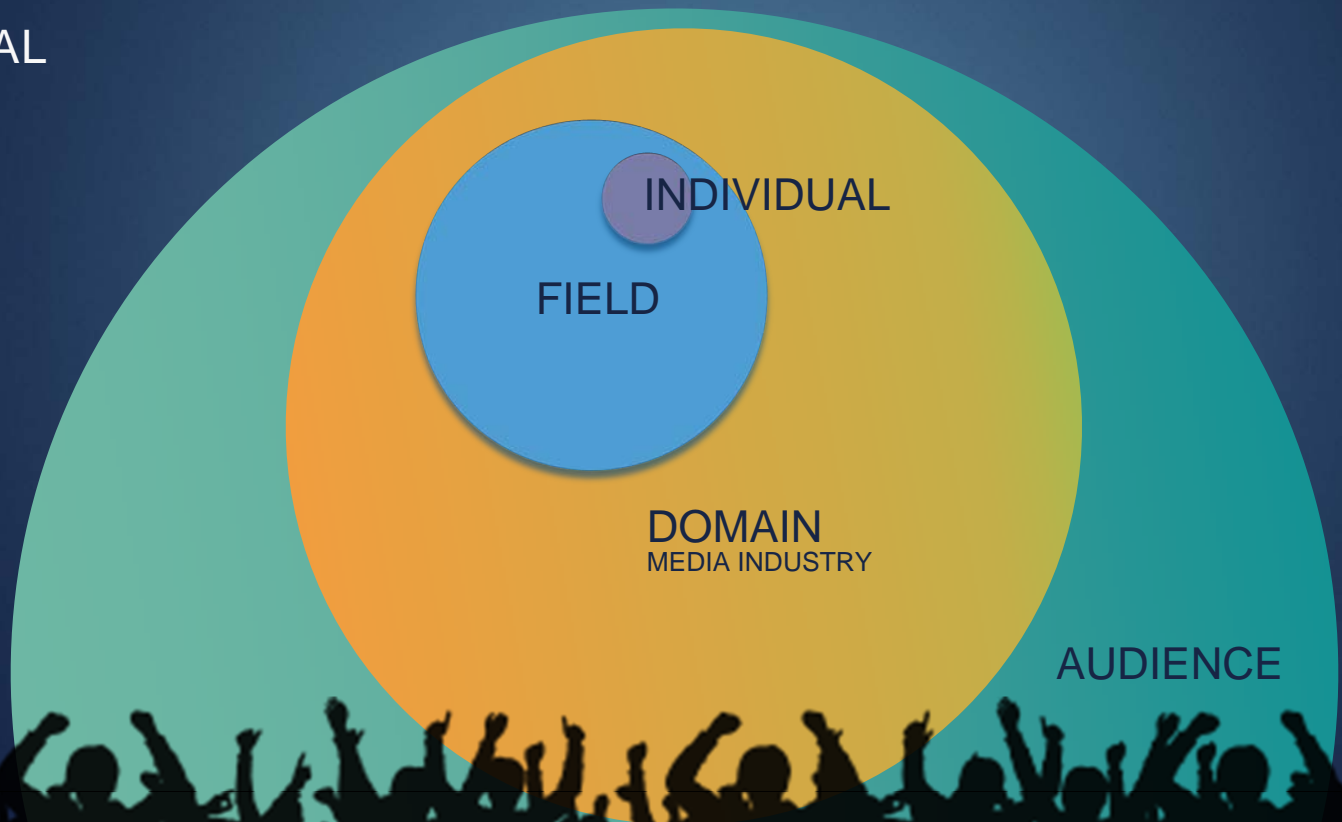 AL
INDIVIDUAL
FIELD
DOMAIN
MEDIA INDUSTRY
AUDIENCE